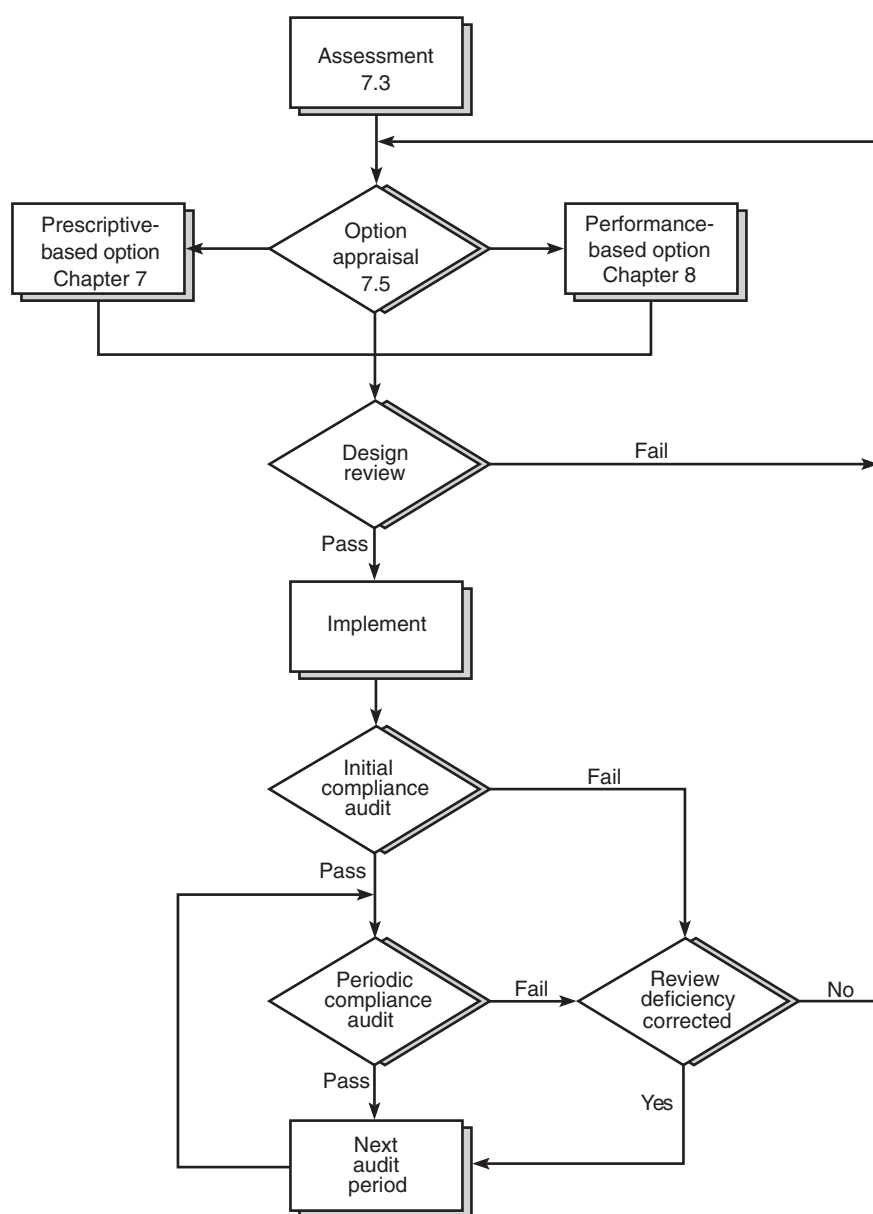 Assessment
7.3
Prescriptive-
based option
Chapter 7
Option
appraisal
7.5
Performance-
based option
Chapter 8
Design
review
Fail
Pass
Implement
Initial
compliance
audit
Fail
Pass
Periodic
compliance
audit
Fail
Review
deficiency
corrected
No
Pass
Yes
Next
audit
period